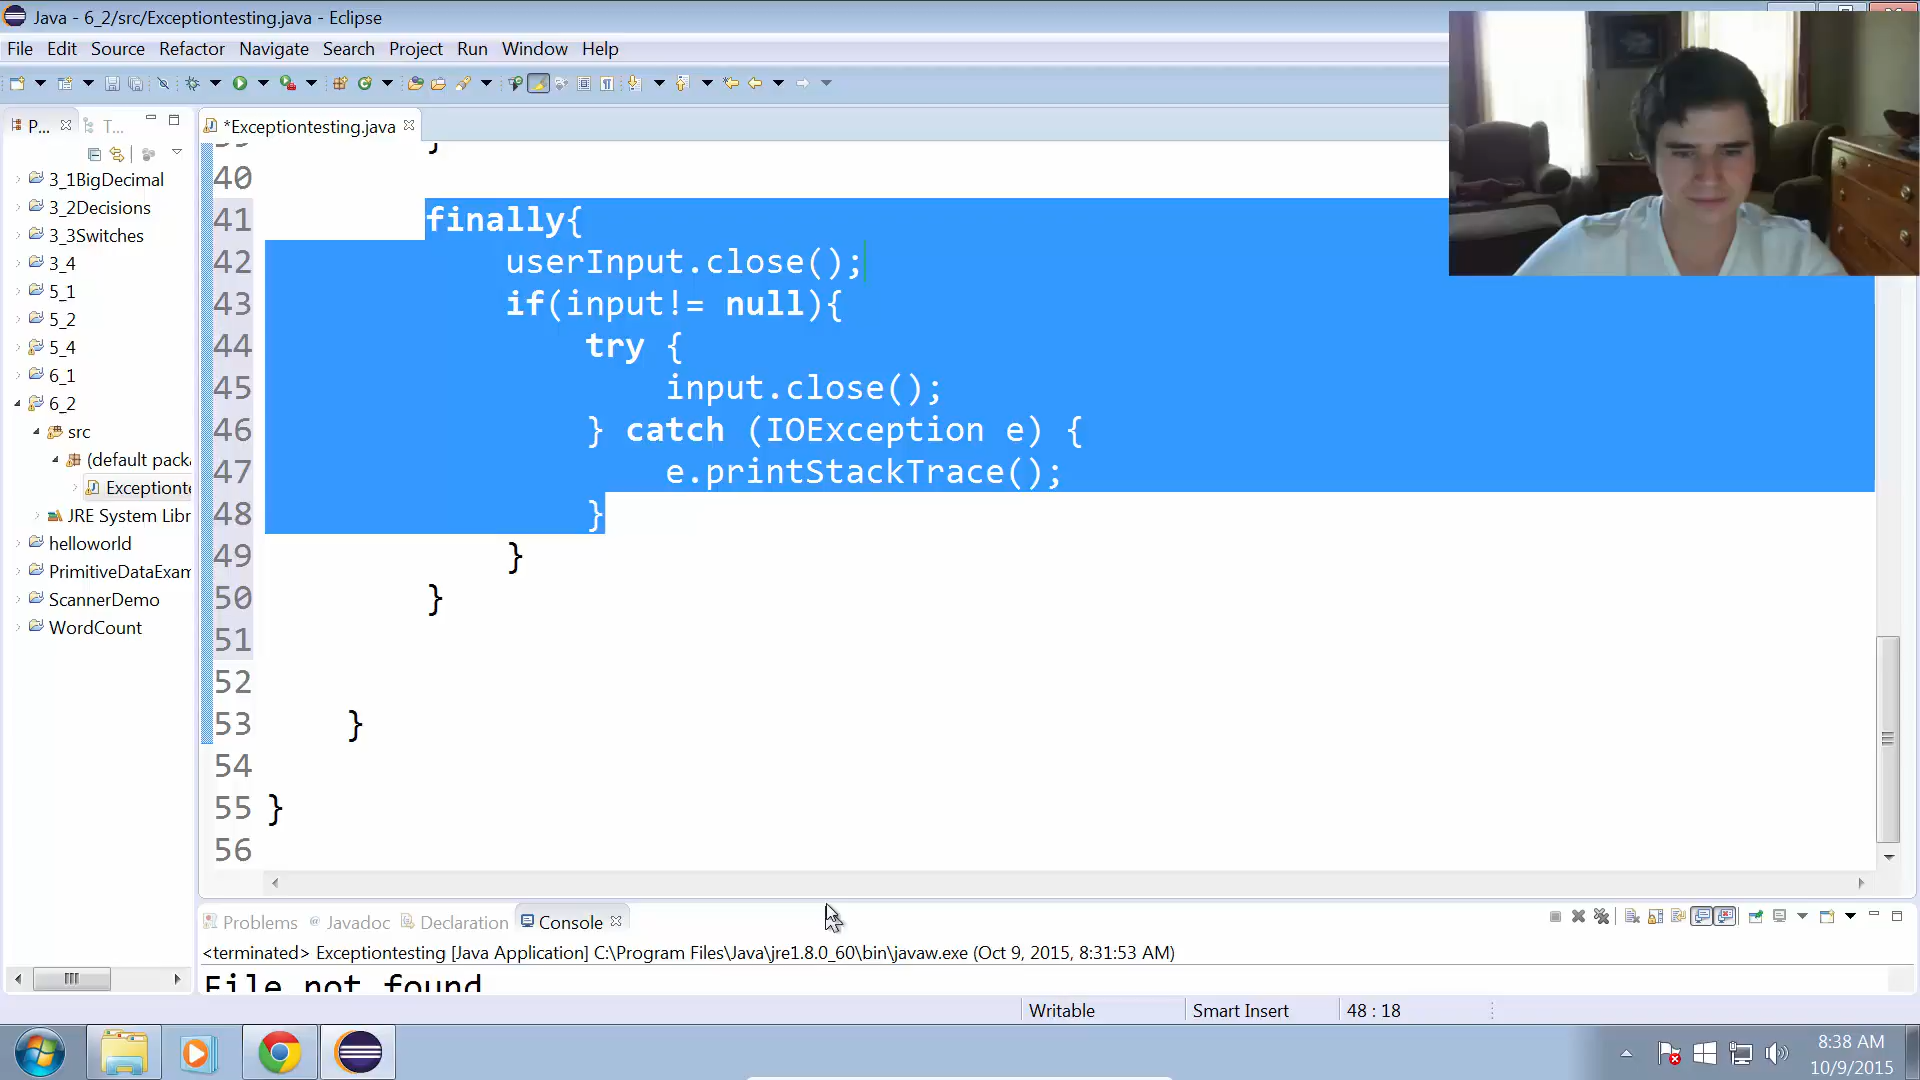 Java - 6_2/src/Exceptiontesting.java - Eclipse
File Edit Source Refactor Navigate Search Project Run Window Help
P... T...
*Exceptiontesting.java
3_1BigDecimal
3_2Decisions
3_3Switches
3_4
5_1
5_2
5_4
6_1
6_2
src
(default packa
Exceptionte
JRE System Libr
helloworld
PrimitiveDataExam
ScannerDemo
WordCount
39 }
40
41 finally{
42 userInput.close();
43 if(input!= null){
44 try {
45 input.close();
46 } catch (IOException e) {
47 e.printStackTrace();
48 }
49 }
50 }
51
52
53 }
54
55 }
56
Problems @ Javadoc Declaration Console
<terminated> Exceptiontesting [Java Application] C:\Program Files\Java\jre1.8.0_60\bin\javaw.exe (Oct 9, 2015, 8:31:53 AM)
File not found
Writable Smart Insert 48 : 18
8:38 AM
10/9/2015